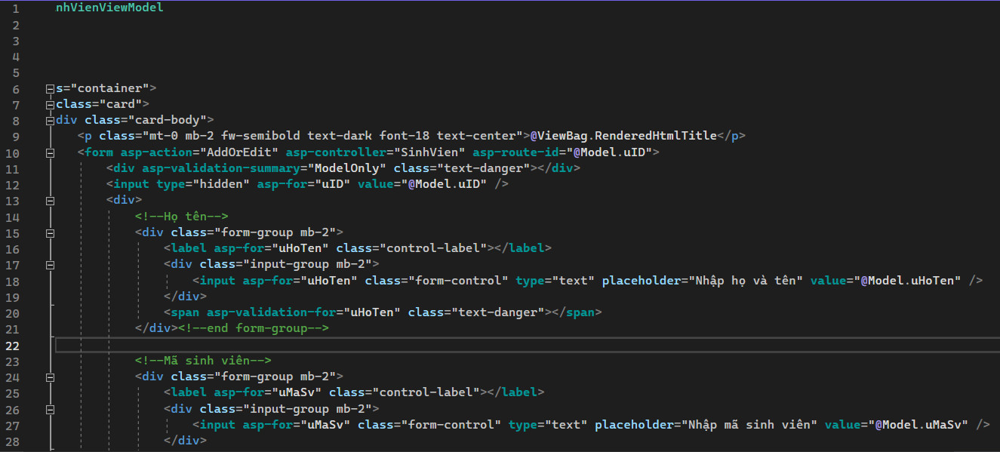 1 nhVienViewModel
2
3
4
5
6 s="container">
7 class="card">
8 div class="card-body">
9 <p class="mt-0 mb-2 fw-semibold text-dark font-18 text-center">@ViewBag.RenderedHtmlTitle</p>
10 <form asp-action="AddOrEdit" asp-controller="SinhVien" asp-route-id="@Model.uID">
11 <div asp-validation-summary="ModelOnly" class="text-danger"></div>
12 <input type="hidden" asp-for="uID" value="@Model.uID" />
13 <div>
14 <!--Họ tên-->
15 <div class="form-group mb-2">
16 <label asp-for="uHoTen" class="control-label"></label>
17 <div class="input-group mb-2">
18 <input asp-for="uHoTen" class="form-control" type="text" placeholder="Nhập họ và tên" value="@Model.uHoTen" />
19 </div>
20 <span asp-validation-for="uHoTen" class="text-danger"></span>
21 </div><!--end form-group-->
22
23 <!--Mã sinh viên-->
24 <div class="form-group mb-2">
25 <label asp-for="uMaSv" class="control-label"></label>
26 <div class="input-group mb-2">
27 <input asp-for="uMaSv" class="form-control" type="text" placeholder="Nhập mã sinh viên" value="@Model.uMaSv" />
28 </div>